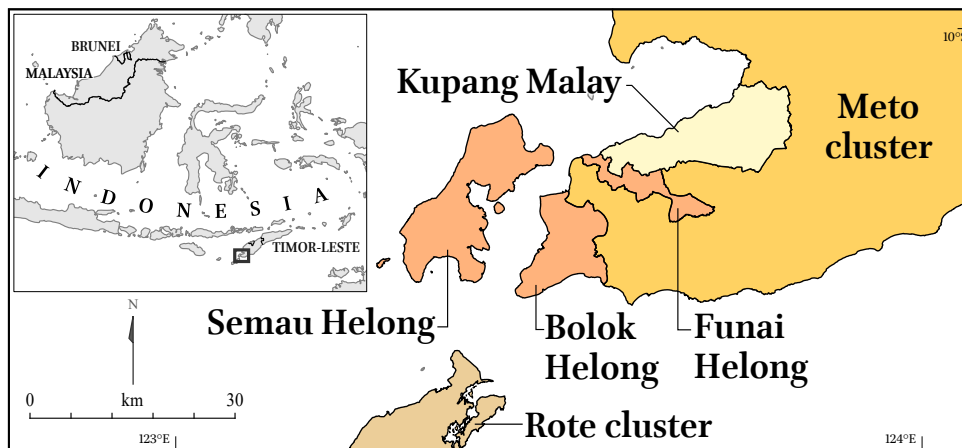 BRUNEI
MALAYSIA
INDONESIA
TIMOR-LESTE
10°S
Kupang Malay
Meto
cluster
Semau Helong
Bolok
Helong
Funai
Helong
Rote cluster
N
0 km 30
123°E
124°E